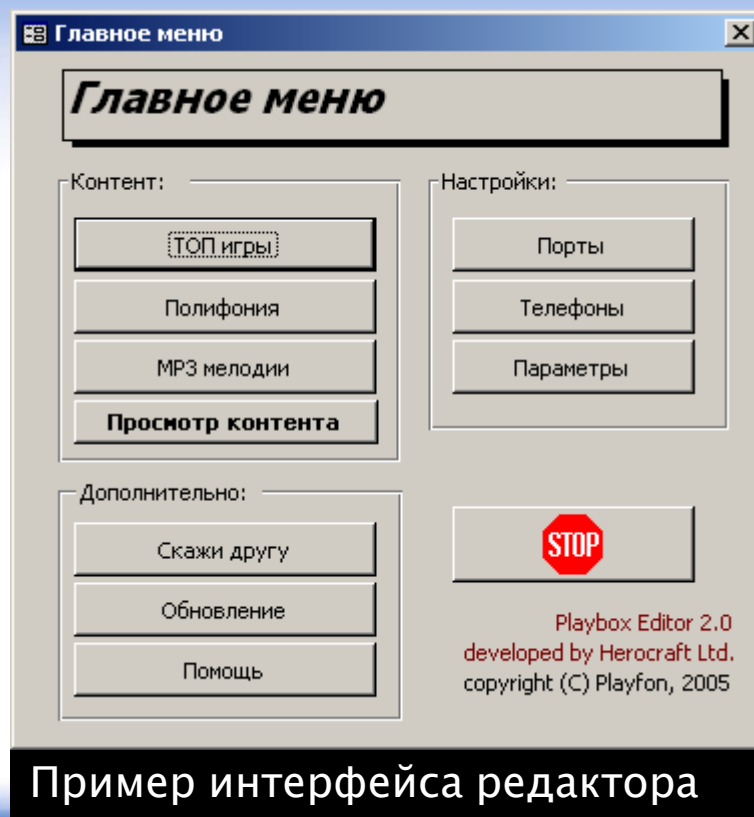 Главное меню
Главное меню
Контент:
ТОП игры
Полифония
MP3 мелодии
Просмотр контента
Настройки:
Порты
Телефоны
Параметры
Дополнительно:
Скажи другу
Обновление
Помощь
STOP
Playbox Editor 2.0
developed by Herocraft Ltd.
copyright (C) Playfon, 2005
Пример интерфейса редактора